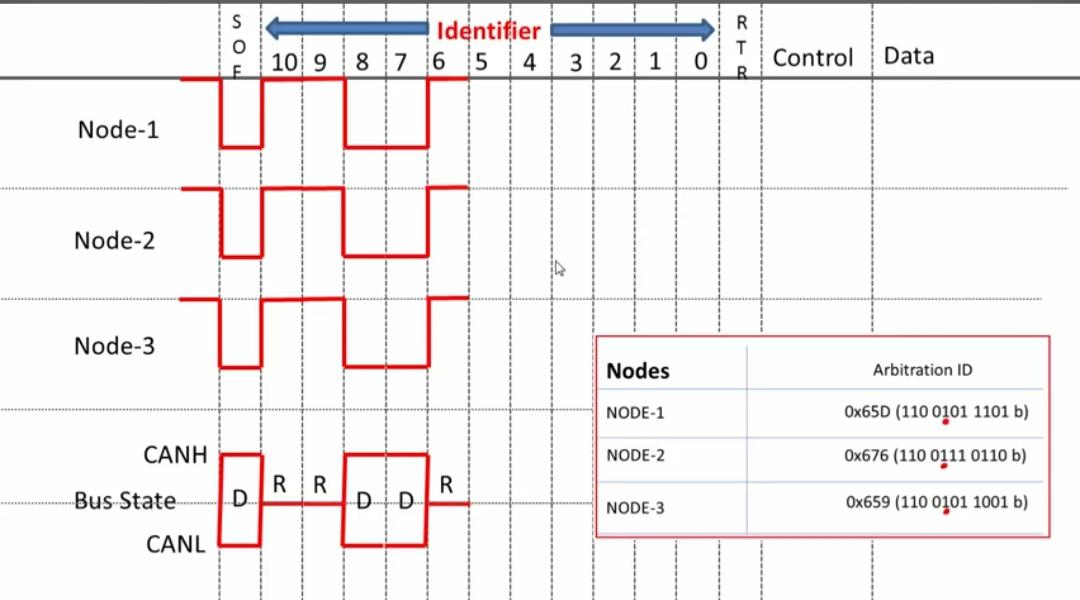 SOF
Identifier
RTR
10 9 8 7 6 5 4 3 2 1 0
Control
Data
Node-1
Node-2
Node-3
CANH
R R R
Bus State
D D D
CANL
Nodes
Arbitration ID
NODE-1
0x65D (110 0101 1101 b)
NODE-2
0x676 (110 0111 0110 b)
NODE-3
0x659 (110 0101 1001 b)